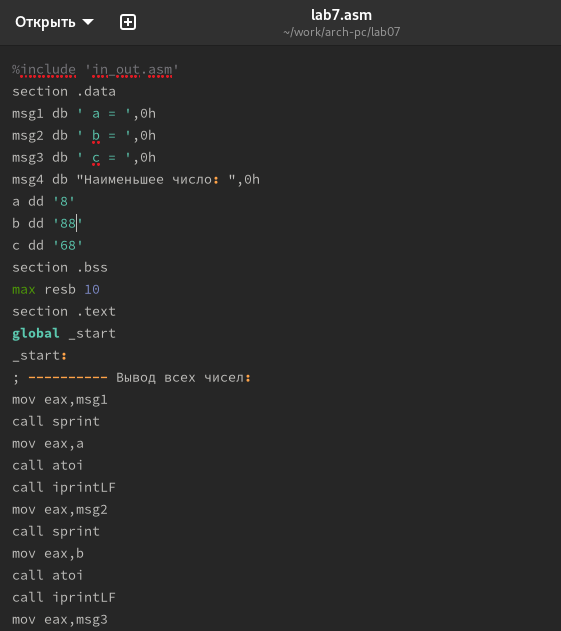 Открыть
lab7.asm
~/work/arch-pc/lab07
%include 'in_out.asm'
section .data
msg1 db ' a = ',0h
msg2 db ' b = ',0h
msg3 db ' c = ',0h
msg4 db "Наименьшее число: ",0h
a dd '8'
b dd '88'
c dd '68'
section .bss
max resb 10
section .text
global _start
_start:
; ---------- Вывод всех чисел:
mov eax,msg1
call sprint
mov eax,a
call atoi
call iprintLF
mov eax,msg2
call sprint
mov eax,b
call atoi
call iprintLF
mov eax,msg3